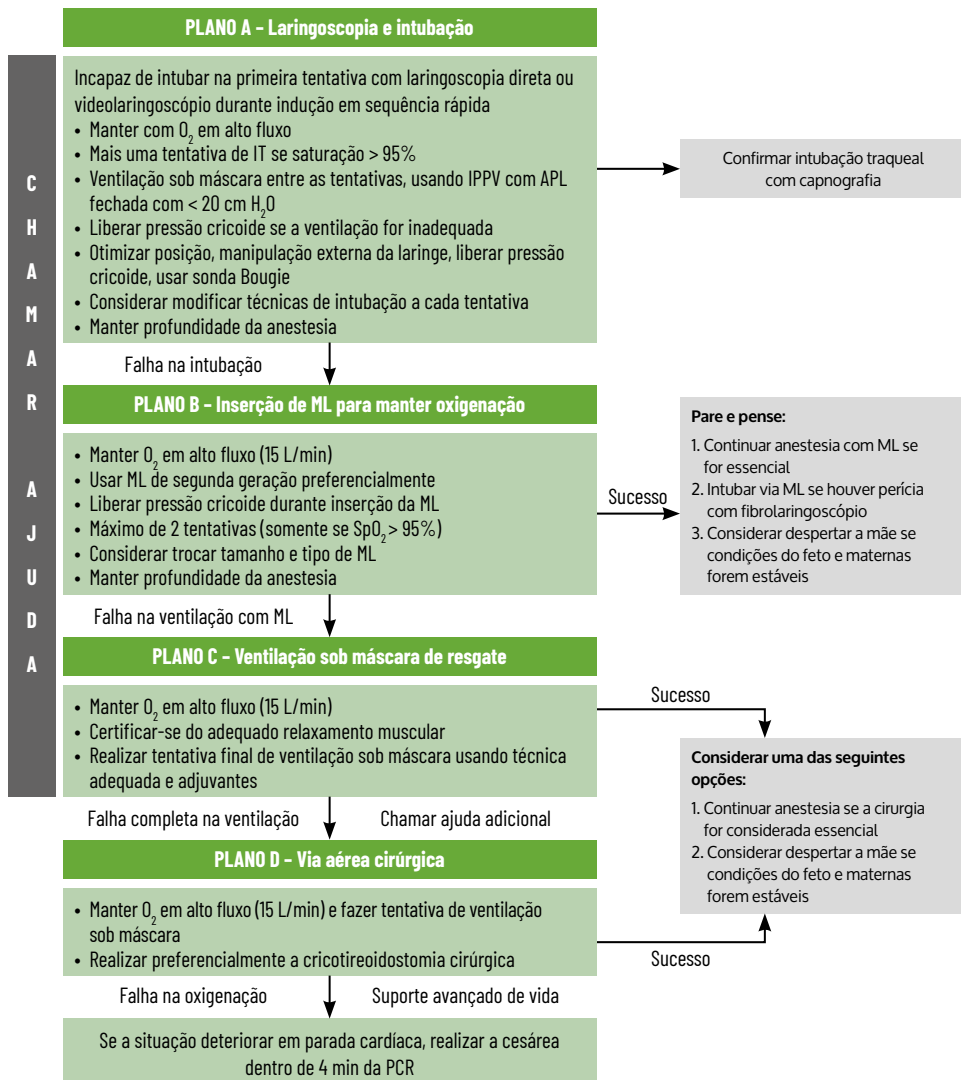 PLANO A – Laringoscopia e intubação
CHAMAR AJUDA
Incapaz de intubar na primeira tentativa com laringoscopia direta ou
videolaringoscópio durante indução em sequência rápida
• Manter com O₂ em alto fluxo
• Mais uma tentativa de IT se saturação > 95%
• Ventilação sob máscara entre as tentativas, usando IPPV com APL
fechada com < 20 cm H₂O
• Liberar pressão cricoide se a ventilação for inadequada
• Otimizar posição, manipulação externa da laringe, liberar pressão
cricoide, usar sonda Bougie
• Considerar modificar técnicas de intubação a cada tentativa
• Manter profundidade da anestesia
Confirmar intubação traqueal
com capnografia
Falha na intubação
PLANO B – Inserção de ML para manter oxigenação
• Manter O₂ em alto fluxo (15 L/min)
• Usar ML de segunda geração preferencialmente
• Liberar pressão cricoide durante inserção da ML
• Máximo de 2 tentativas (somente se SpO₂ > 95%)
• Considerar trocar tamanho e tipo de ML
• Manter profundidade da anestesia
Sucesso
Pare e pense:
1. Continuar anestesia com ML se
for essencial
2. Intubar via ML se houver perícia
com fibrolaringoscópio
3. Considerar despertar a mãe se
condições do feto e maternas
forem estáveis
Falha na ventilação com ML
PLANO C – Ventilação sob máscara de resgate
• Manter O₂ em alto fluxo (15 L/min)
• Certificar-se do adequado relaxamento muscular
• Realizar tentativa final de ventilação sob máscara usando técnica
adequada e adjuvantes
Sucesso
Considerar uma das seguintes
opções:
1. Continuar anestesia se a cirurgia
for considerada essencial
2. Considerar despertar a mãe se
condições do feto e maternas
forem estáveis
Falha completa na ventilação
Chamar ajuda adicional
PLANO D – Via aérea cirúrgica
• Manter O₂ em alto fluxo (15 L/min) e fazer tentativa de ventilação
sob máscara
• Realizar preferencialmente a cricotireoidostomia cirúrgica
Sucesso
Falha na oxigenação
Suporte avançado de vida
Se a situação deteriorar em parada cardíaca, realizar a cesárea
dentro de 4 min da PCR